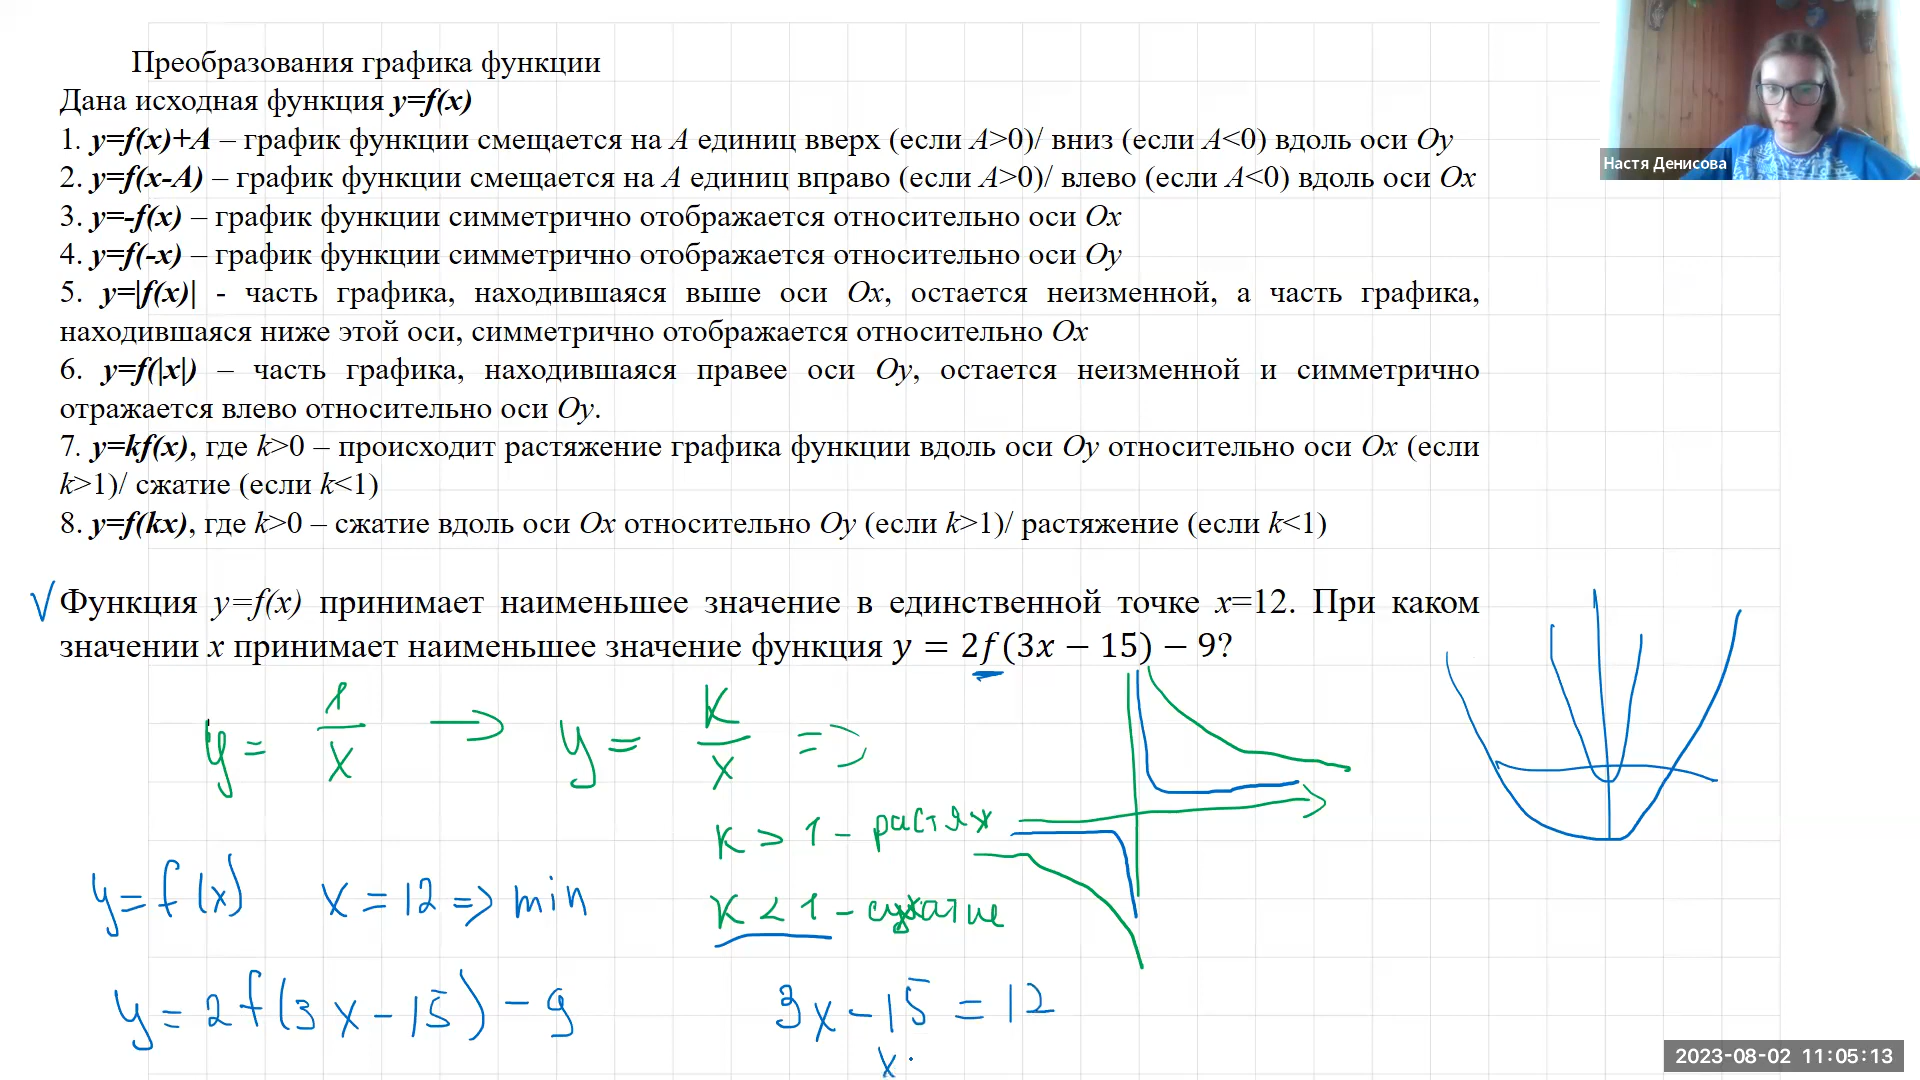 Преобразования графика функции
Дана исходная функция y=f(x)
1. y=f(x)+A – график функции смещается на A единиц вверх (если A>0)/ вниз (если A<0) вдоль оси Oy
2. y=f(x-A) – график функции смещается на A единиц вправо (если A>0)/ влево (если A<0) вдоль оси Ox
3. y=-f(x) – график функции симметрично отображается относительно оси Ox
4. y=f(-x) – график функции симметрично отображается относительно оси Oy
5. y=|f(x)| - часть графика, находившаяся выше оси Ox, остается неизменной, а часть графика,
находившаяся ниже этой оси, симметрично отображается относительно Ox
6. y=f(|x|) – часть графика, находившаяся правее оси Oy, остается неизменной и симметрично
отражается влево относительно оси Oy.
7. y=kf(x), где k>0 – происходит растяжение графика функции вдоль оси Oy относительно оси Ox (если
k>1)/ сжатие (если k<1)
8. y=f(kx), где k>0 – сжатие вдоль оси Ox относительно Oy (если k>1)/ растяжение (если k<1)
Настя Денисова
√ Функция y=f(x) принимает наименьшее значение в единственной точке x=12. При каком
значении x принимает наименьшее значение функция y = 2f(3x − 15) − 9?
y = 1/x → y = k/x =>
k > 1 – растяж
k < 1 – сжатие
y = f(x) x = 12 => min
y = 2f(3x – 15) – 9 3x – 15 = 12
x
2023-08-02 11:05:13